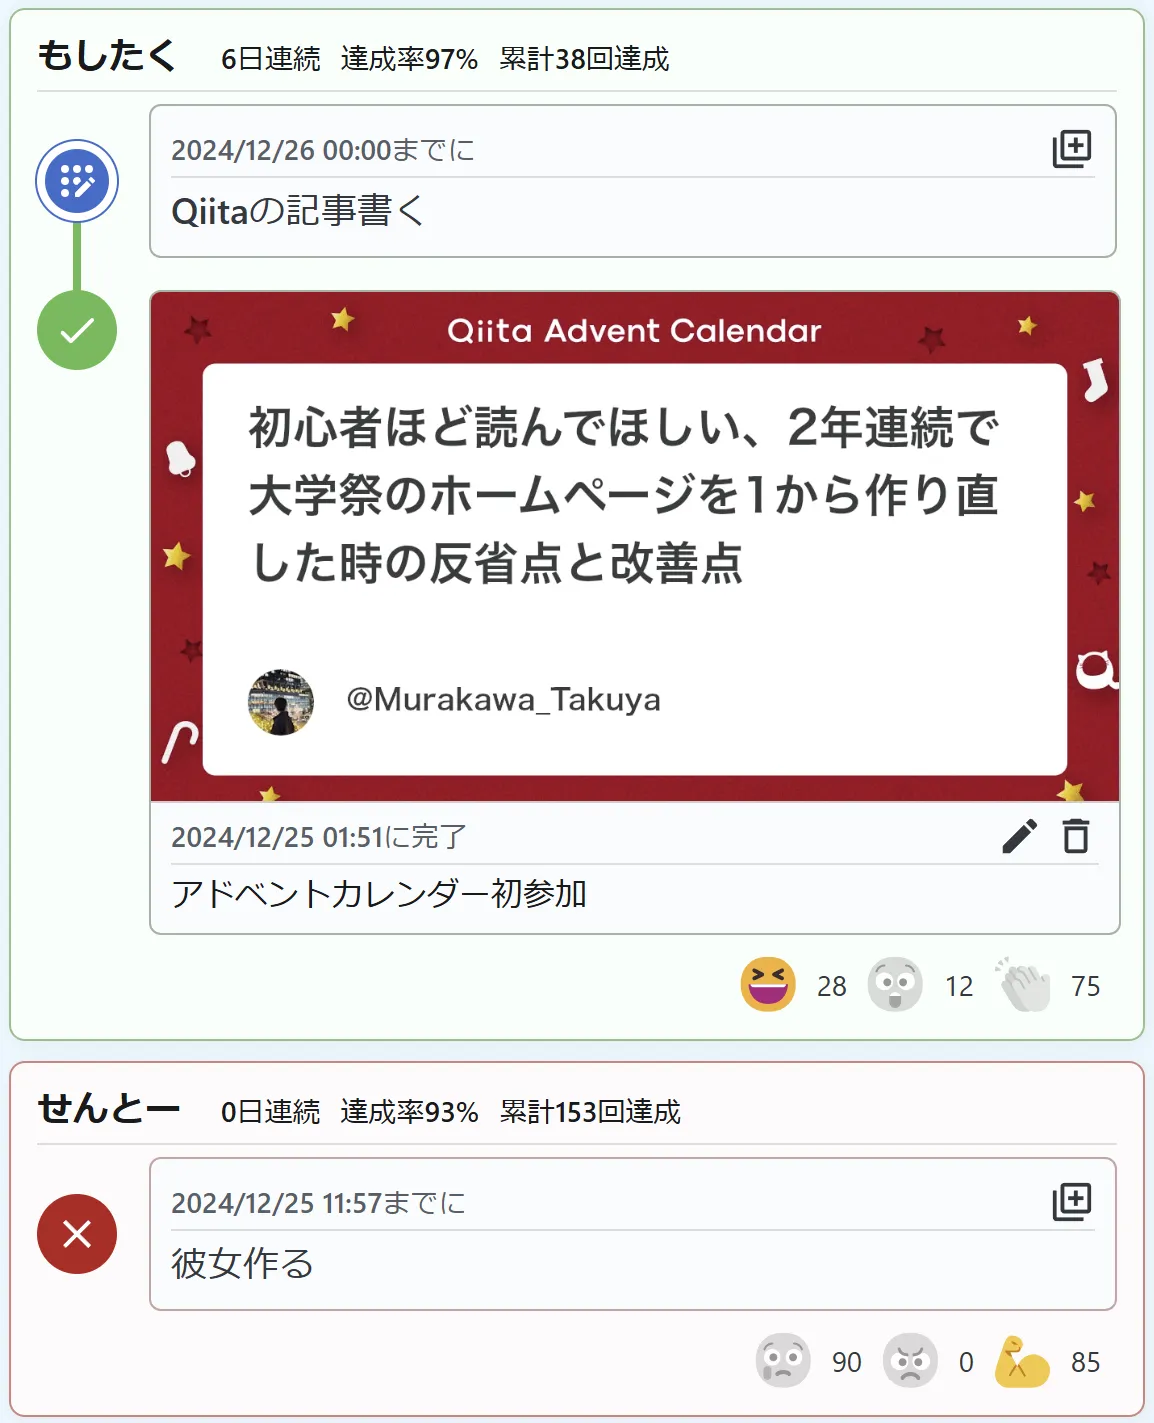 もしたく 6日連続 達成率97% 累計38回達成
2024/12/26 00:00までに
Qiitaの記事書く
Qiita Advent Calendar
初心者ほど読んでほしい、2年連続で
大学祭のホームページを1から作り直
した時の反省点と改善点
@Murakawa_Takuya
2024/12/25 01:51に完了
アドベントカレンダー初参加
28 12 75
せんとー 0日連続 達成率93% 累計153回達成
2024/12/25 11:57までに
彼女作る
90 0 85